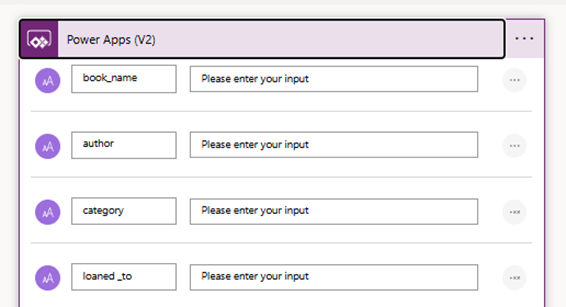 Power Apps (V2)
book_name Please enter your input
author Please enter your input
category Please enter your input
loaned _to Please enter your input